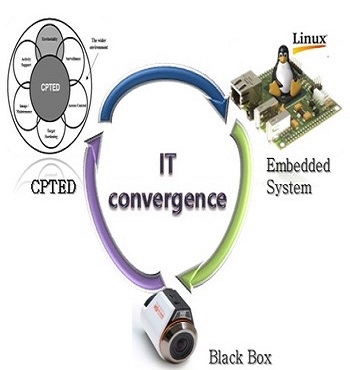 Territoriality
The wider
environment
Activity
Support
Surveillance
CPTED
Image/
Maintenance
Access Control
Target
Hardening
CPTED
Linux
IT
convergence
Embedded
System
Black Box